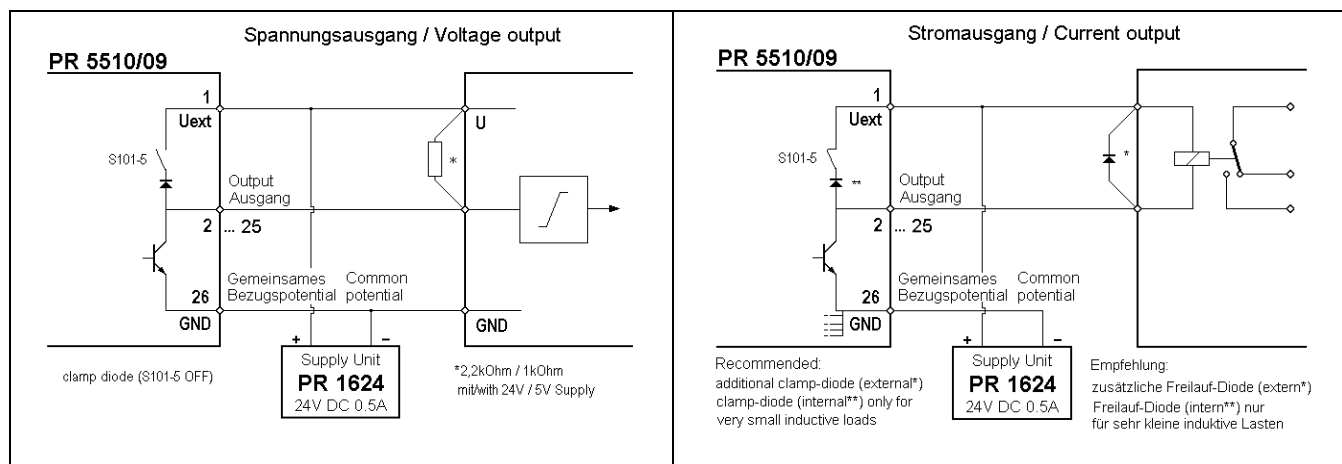 Spannungsausgang / Voltage output
PR 5510/09
1
Uext
U
S101-5
*
Output
Ausgang
2 ... 25
Gemeinsames Common
26 Bezugspotential potential
GND
GND
+ −
Supply Unit
PR 1624
24V DC 0.5A
clamp diode (S101-5 OFF)
*2,2kOhm / 1kOhm
mit/with 24V / 5V Supply
Stromausgang / Current output
PR 5510/09
1
Uext
S101-5
**
*
Output
Ausgang
2 ... 25
Gemeinsames Common
26 Bezugspotential potential
GND
+ −
Supply Unit
PR 1624
24V DC 0.5A
Recommended:
additional clamp-diode (external*)
clamp-diode (internal**) only for
very small inductive loads
Empfehlung:
zusätzliche Freilauf-Diode (extern*)
Freilauf-Diode (intern**) nur
für sehr kleine induktive Lasten